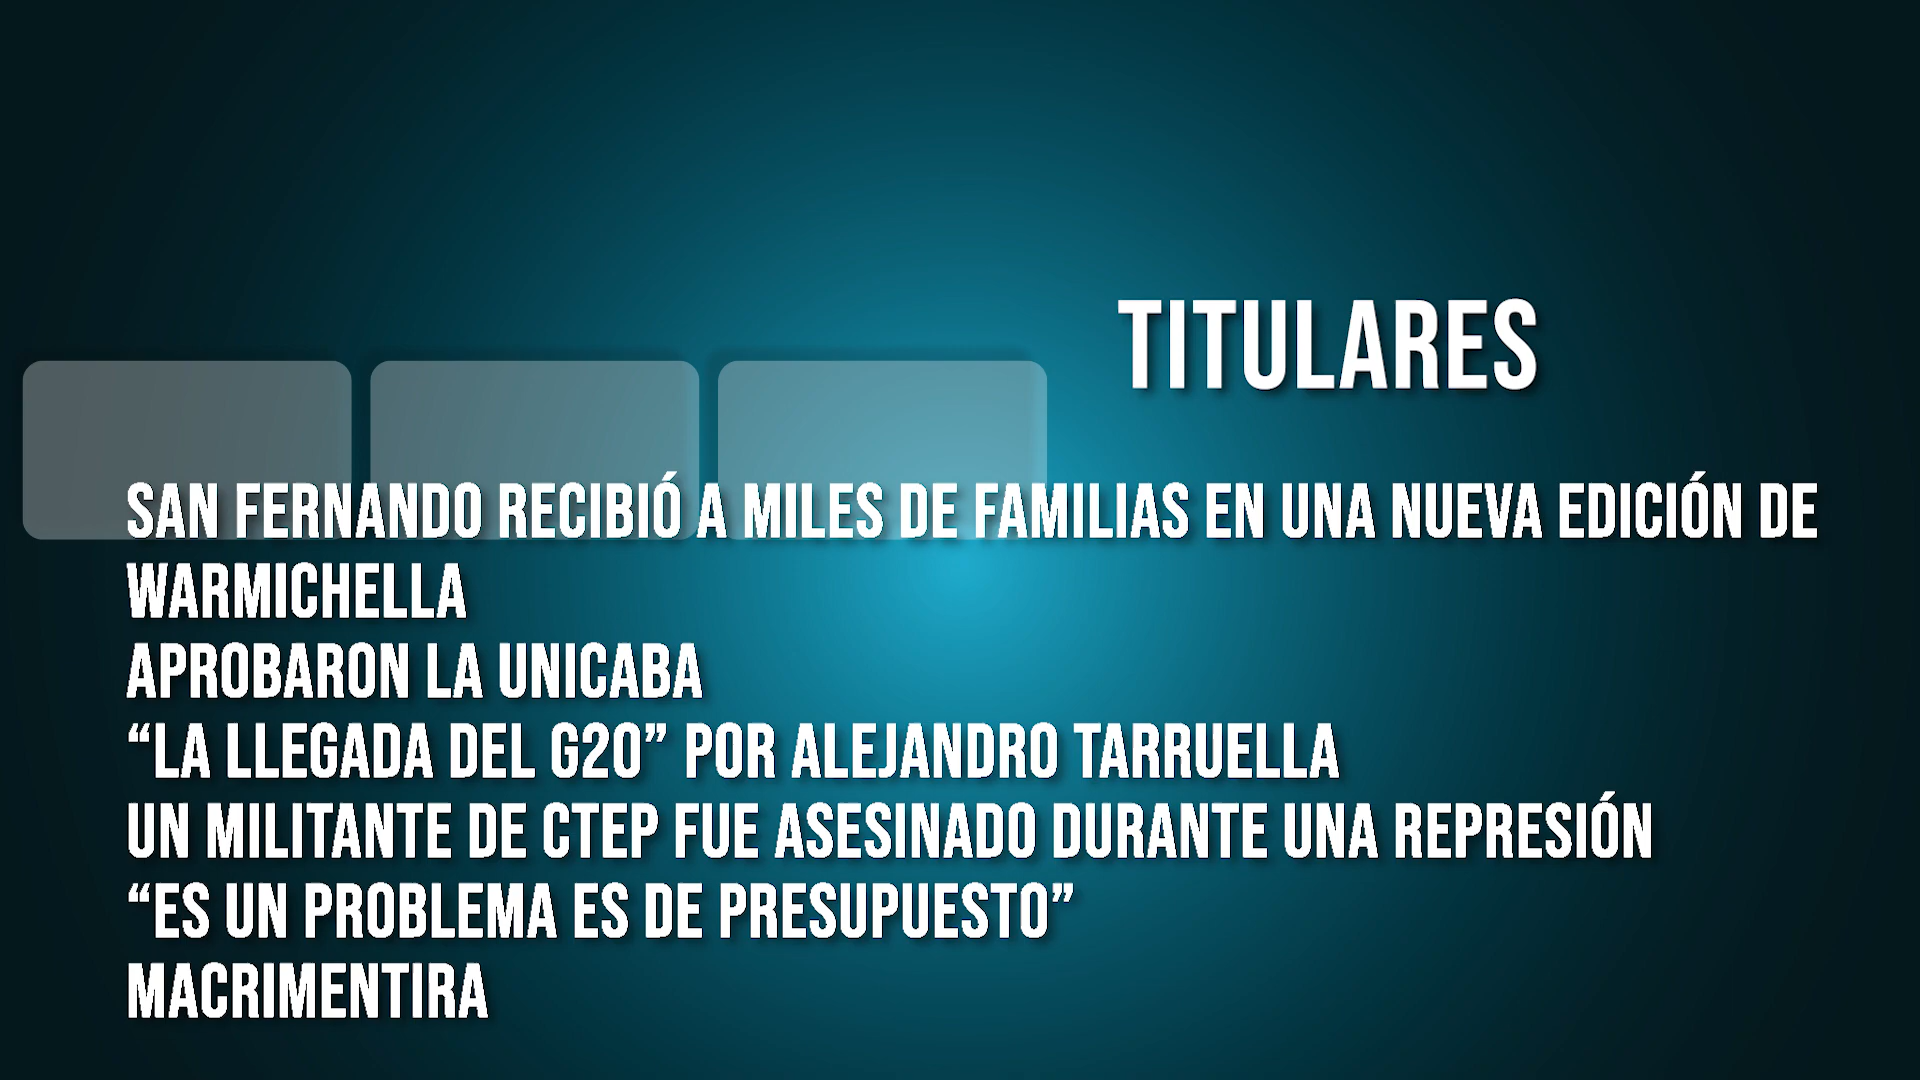 TITULARES
SAN FERNANDO RECIBIÓ A MILES DE FAMILIAS EN UNA NUEVA EDICIÓN DE
WARMICHELLA
APROBARON LA UNICABA
“LA LLEGADA DEL G20” POR ALEJANDRO TARRUELLA
UN MILITANTE DE CTEP FUE ASESINADO DURANTE UNA REPRESIÓN
“ES UN PROBLEMA ES DE PRESUPUESTO”
MACRIMENTIRA